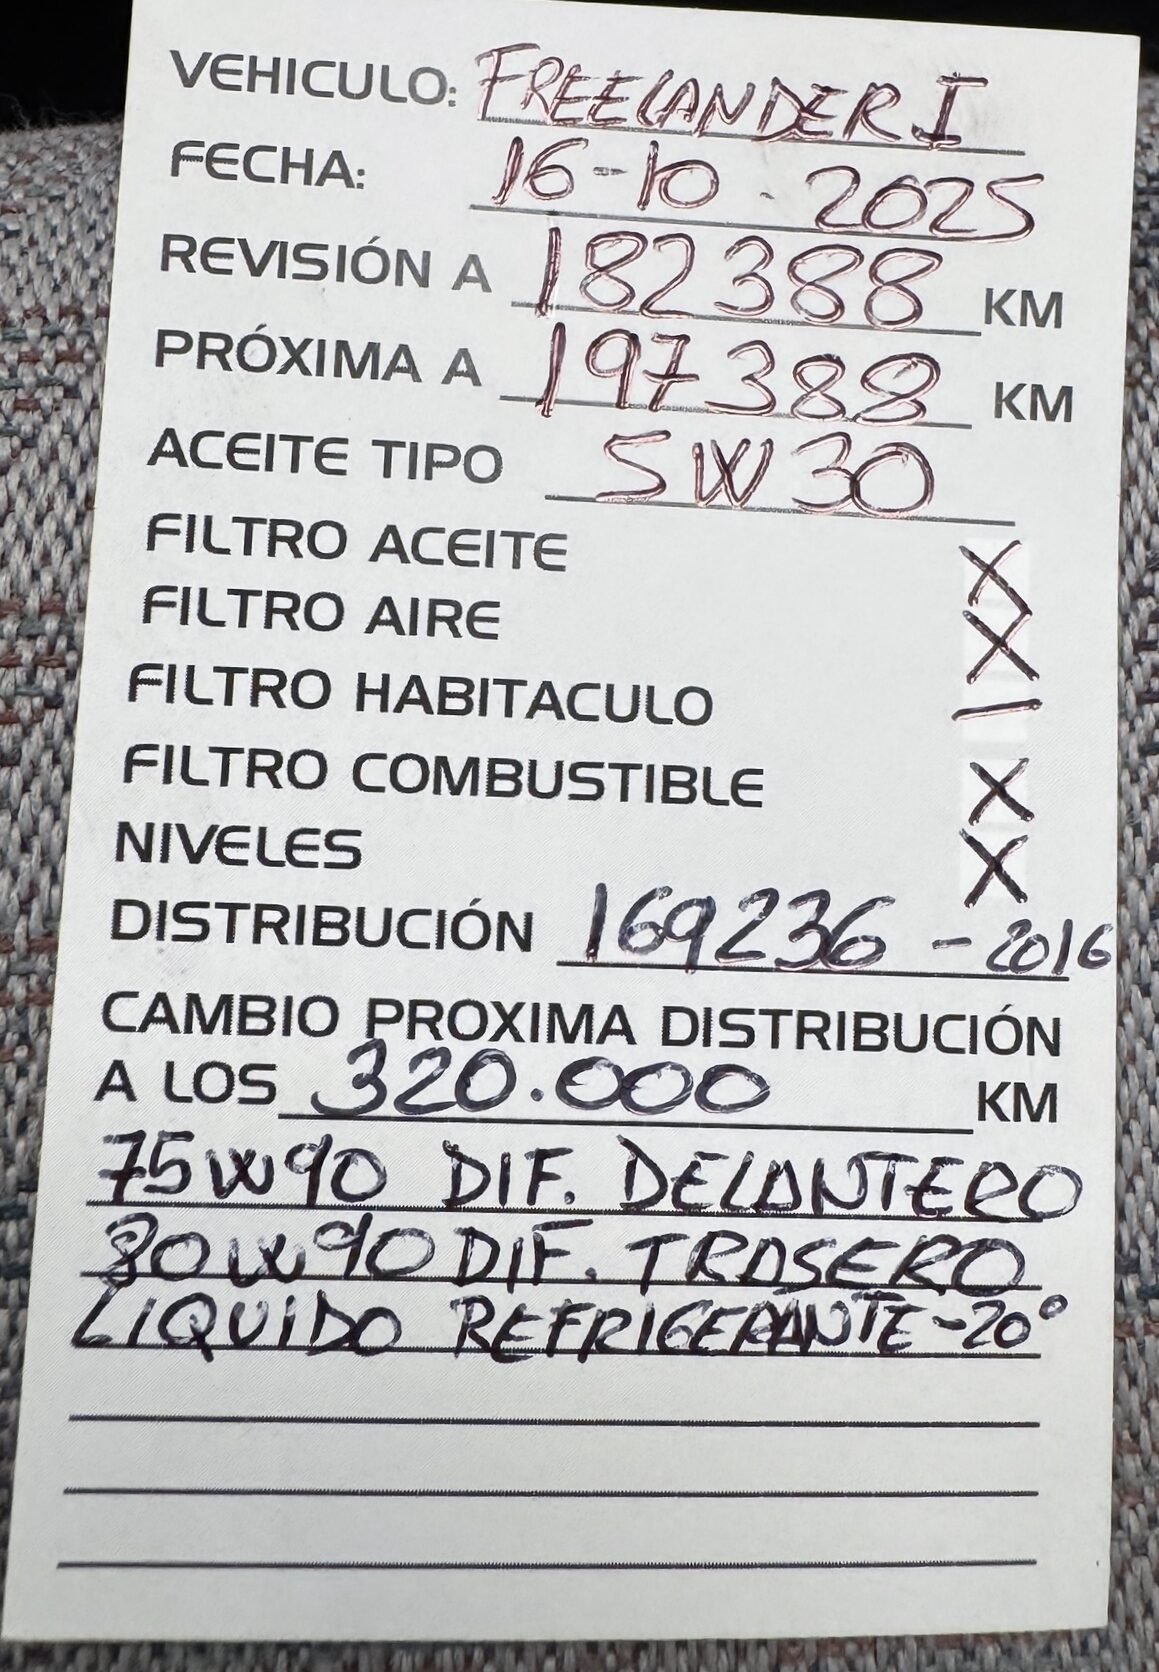 VEHICULO: FREELANDER I
FECHA: 16-10-2025
REVISIÓN A 182388 KM
PRÓXIMA A 197388 KM
ACEITE TIPO 5W30
FILTRO ACEITE X
FILTRO AIRE X
FILTRO HABITACULO —
FILTRO COMBUSTIBLE X
NIVELES X
DISTRIBUCIÓN 169236 - 2016
CAMBIO PROXIMA DISTRIBUCIÓN
A LOS 320.000 KM
75W90 DIF. DELANTERO
80W90 DIF. TRASERO
LIQUIDO REFRIGERANTE -20°